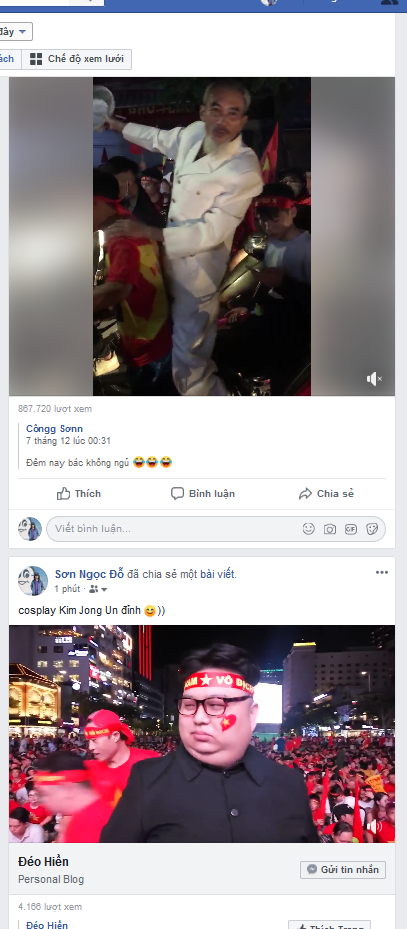 đây
ách
Chế độ xem lưới
867.720 lượt xem
Côngg Sơnn
7 tháng 12 lúc 00:31
Đêm nay bác không ngủ 😂😂😂
Thích
Bình luận
Chia sẻ
Viết bình luận...
GIF
Sơn Ngọc Đỗ đã chia sẻ một bài viết.
1 phút ·
cosplay Kim Jong Un đỉnh 😄))
NAM ★ VÔ ĐỊCH
Đéo Hiền
Personal Blog
Gửi tin nhắn
4.166 lượt xem
Đéo Hiền
Thích Trang